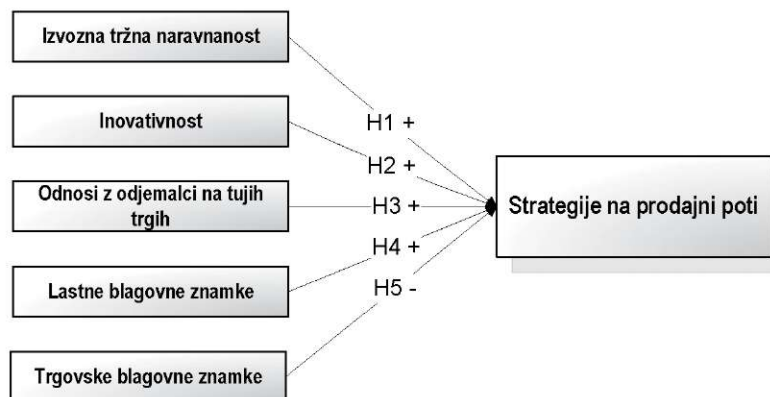 Izvozna tržna naravnanost
Inovativnost
Odnosi z odjemalci na tujih
trgih
Lastne blagovne znamke
Trgovske blagovne znamke
H1 +
H2 +
H3 +
H4 +
H5 -
Strategije na prodajni poti